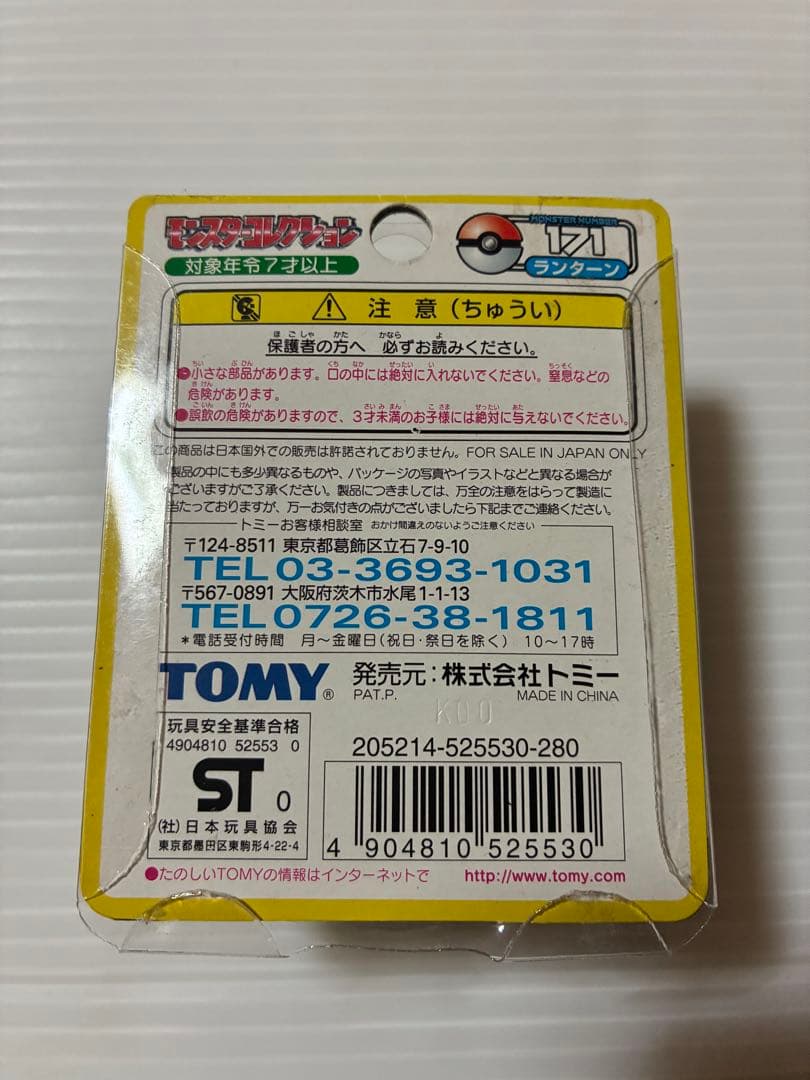 モンスターコレクション
対象年令7才以上
MONSTER NUMBER
171
ランターン
注意(ちゅうい)
保護者の方へ 必ずお読みください。
●小さな部品があります。口の中には絶対に入れないでください。窒息などの
危険があります。
●誤飲の危険がありますので、3才未満のお子様には絶対に与えないでください。
この商品は日本国外での販売は許諾されておりません。FOR SALE IN JAPAN ONLY
製品の中にも多少異なるものや、パッケージの写真やイラストなどと異なる場合が
ございますがご了承ください。製品につきましては、万全の注意をはらって製造に
当たっておりますが、万一お気付きの点がございましたら下記までご連絡ください。
トミーお客様相談室 おかけ間違えのないようご注意ください
〒124-8511 東京都葛飾区立石7-9-10
TEL 03-3693-1031
〒567-0891 大阪府茨木市水尾1-1-13
TEL 0726-38-1811
*電話受付時間 月~金曜日(祝日・祭日を除く) 10~17時
TOMY® 発売元:株式会社トミー
PAT.P. MADE IN CHINA
K00
玩具安全基準合格
4904810 52553 0
ST 0
(社)日本玩具協会
東京都墨田区東駒形4-22-4
205214-525530-280
4 904810 525530
●たのしいTOMYの情報はインターネットで http://www.tomy.com